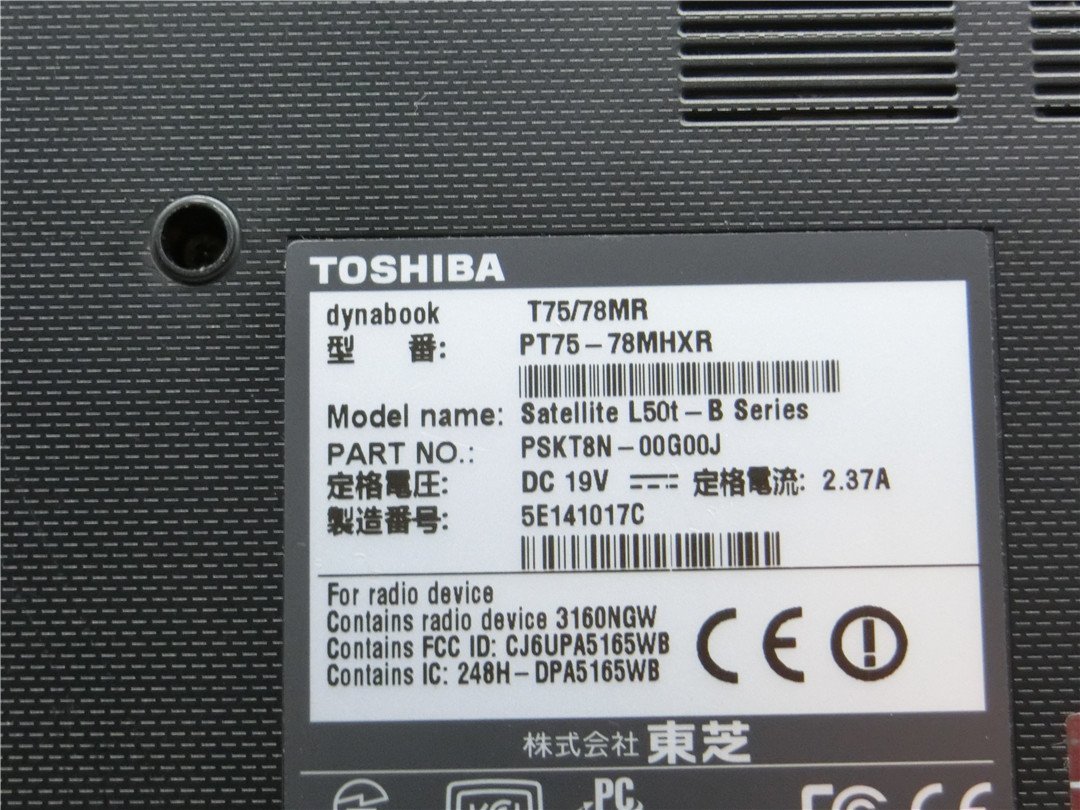 TOSHIBA
dynabook T75/78MR
型 番: PT75-78MHXR
Model name: Satellite L50t-B Series
PART NO.: PSKT8N-00G00J
定格電圧: DC 19V 定格電流: 2.37A
製造番号: 5E141017C
For radio device
Contains radio device 3160NGW
Contains FCC ID: CJ6UPA5165WB
Contains IC: 248H-DPA5165WB
CE
株式会社 東芝
PC